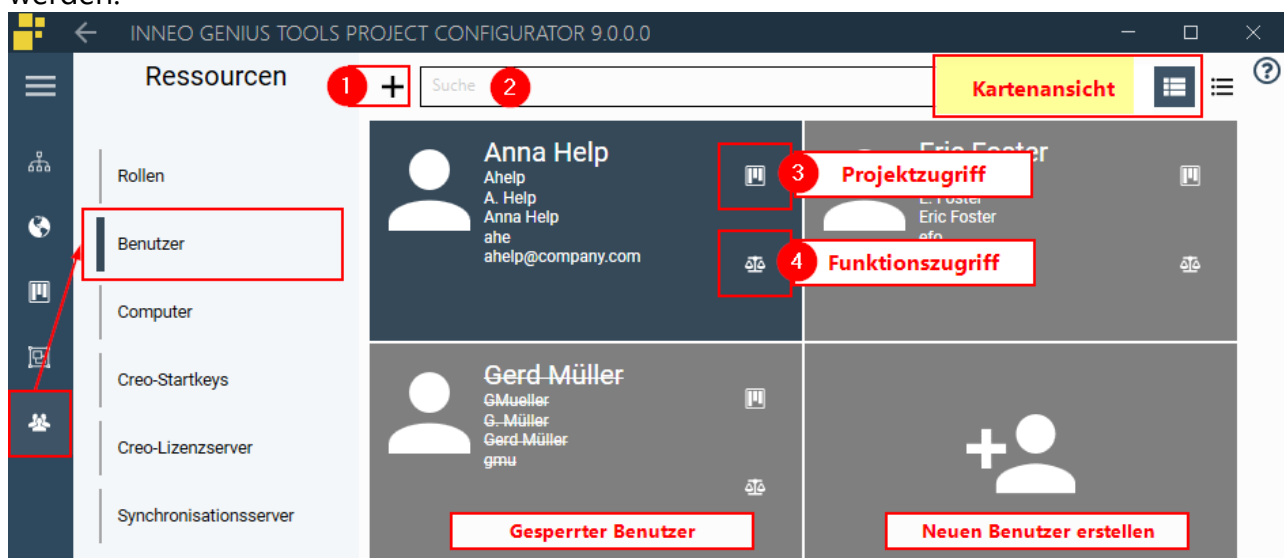 werden.
INNEO GENIUS TOOLS PROJECT CONFIGURATOR 9.0.0.0
Ressourcen
1
Suche
2
Kartenansicht
Rollen
Benutzer
Computer
Creo-Startkeys
Creo-Lizenzserver
Synchronisationsserver
Anna Help
Ahelp
A. Help
Anna Help
ahe
ahelp@company.com
3 Projektzugriff
4 Funktionszugriff
Eric Foster
E. Foster
Eric Foster
efo
Gerd Müller
GMueller
G. Müller
Gerd Müller
gmu
Gesperrter Benutzer
Neuen Benutzer erstellen